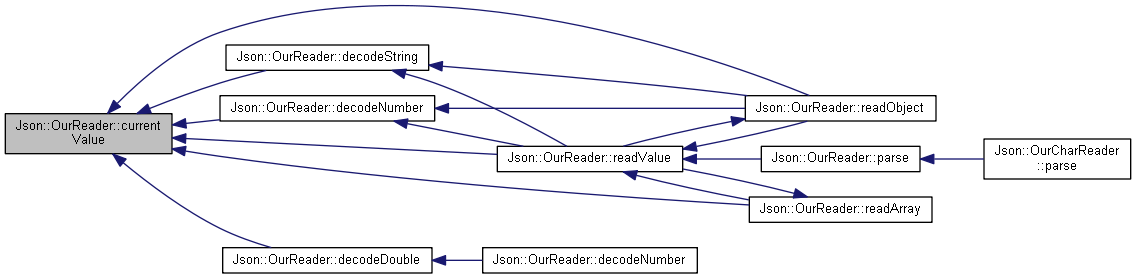 Json::OurReader::current
Value
Json::OurReader::decodeString
Json::OurReader::decodeNumber
Json::OurReader::readValue
Json::OurReader::decodeDouble
Json::OurReader::decodeNumber
Json::OurReader::readObject
Json::OurReader::parse
Json::OurReader::readArray
Json::OurCharReader
::parse